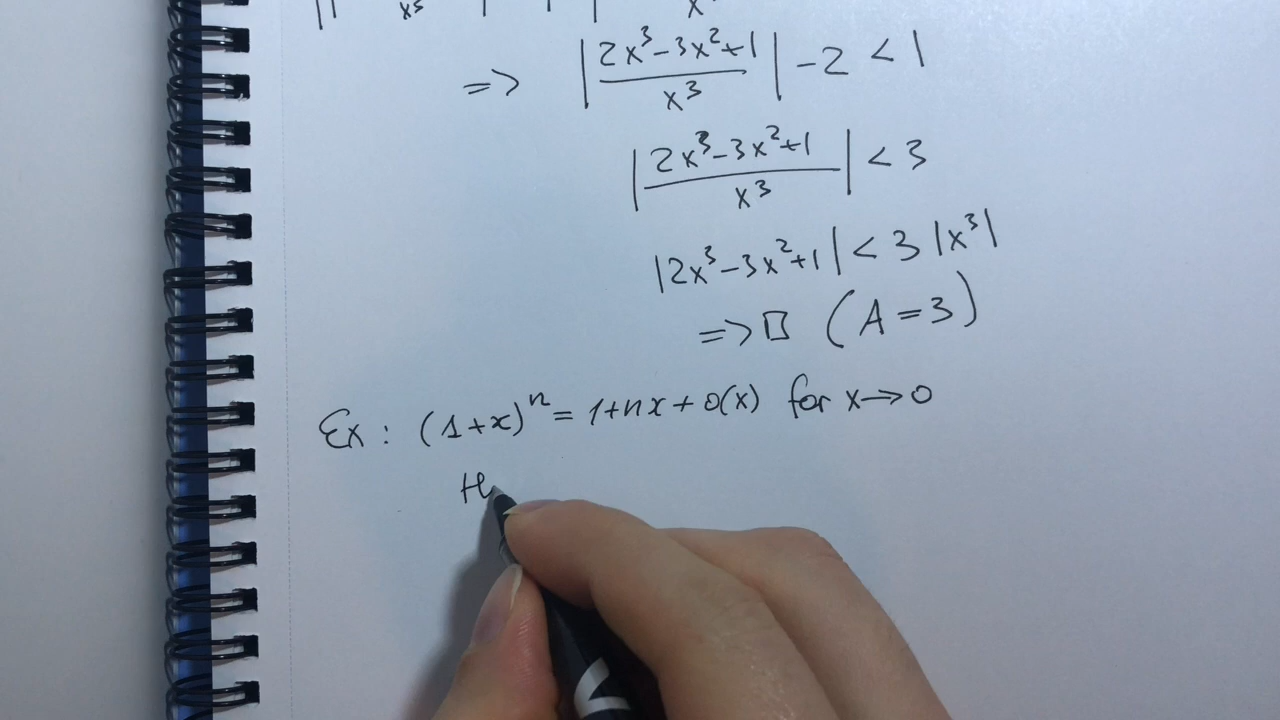 x⁵ x
=> |(2x³-3x²+1)/x³| -2 < 1
|(2x³-3x²+1)/x³| < 3
|2x³-3x²+1| < 3 |x³|
=> □ (A=3)
Ex: (1+x)ⁿ = 1+nx+o(x) for x→0